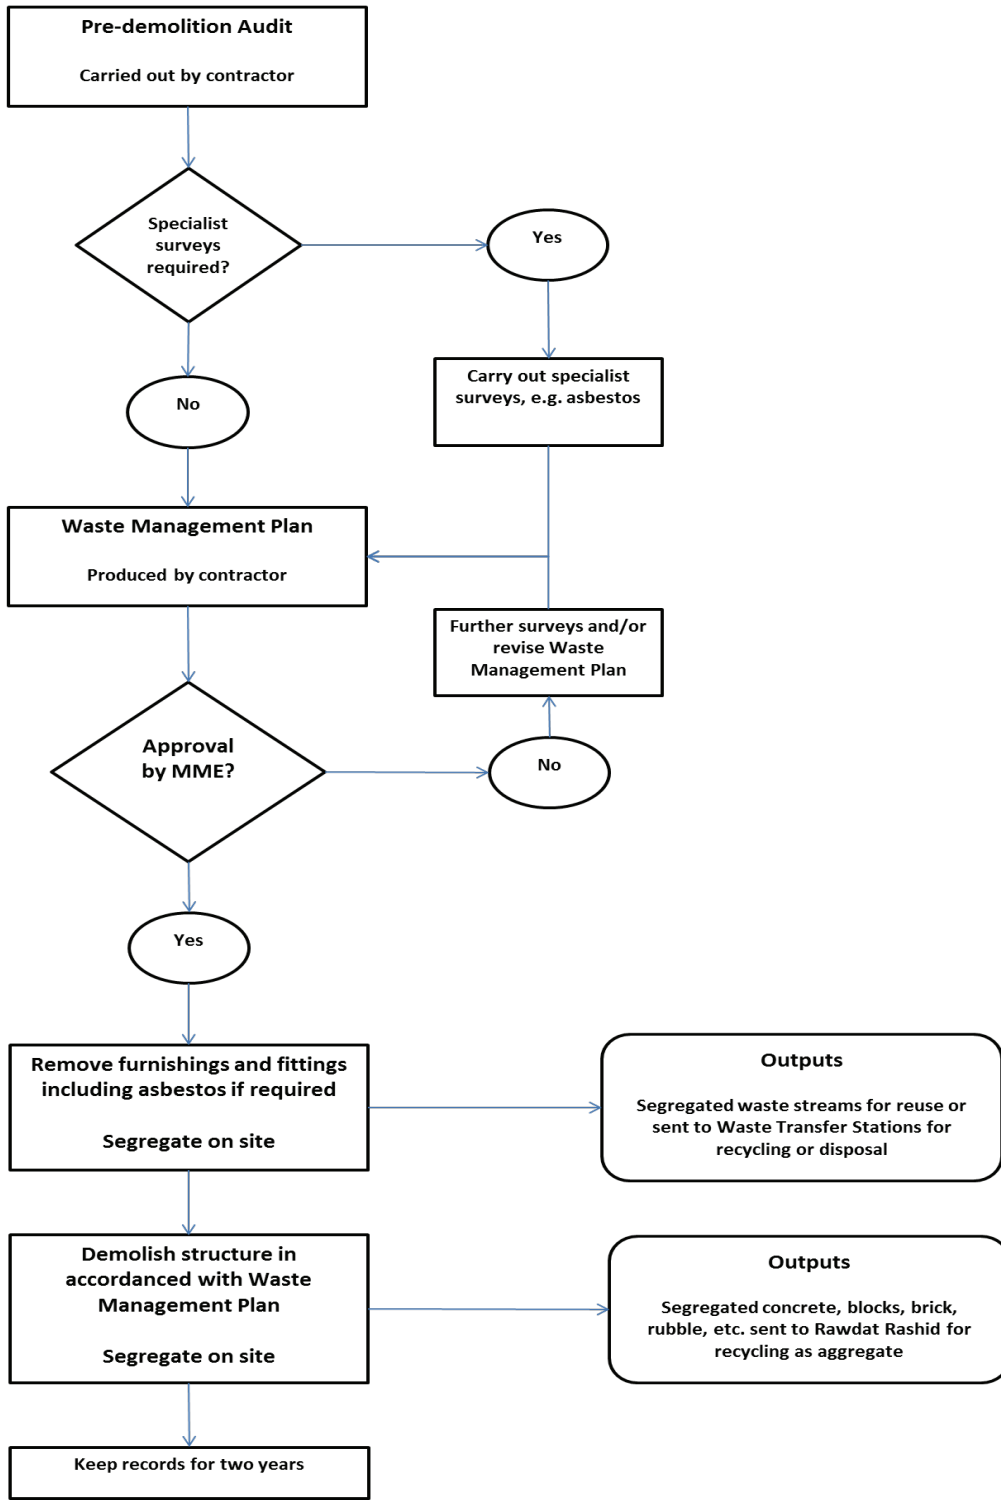 Pre-demolition Audit
Carried out by contractor
Specialist
surveys
required?
Yes
No
Carry out specialist
surveys, e.g. asbestos
Waste Management Plan
Produced by contractor
Further surveys and/or
revise Waste
Management Plan
Approval
by MME?
No
Yes
Remove furnishings and fittings
including asbestos if required
Segregate on site
Outputs
Segregated waste streams for reuse or
sent to Waste Transfer Stations for
recycling or disposal
Demolish structure in
accordanced with Waste
Management Plan
Segregate on site
Outputs
Segregated concrete, blocks, brick,
rubble, etc. sent to Rawdat Rashid for
recycling as aggregate
Keep records for two years